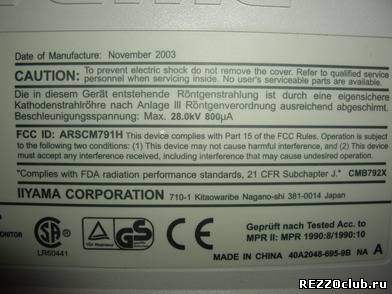 Date of Manufacture: November 2003
CAUTION: To prevent electric shock do not remove the cover. Refer to qualified service
personnel when servicing. No user's serviceable parts are available.
Die in diesem Gerät entstehende Röntgenstrahlung ist durch eine eigensichere
Kathodenstrahlröhre nach Anlage III Röntgenverordnung ausreichend abgeschirmt.
Beschleunigungsspannung: Max. 28.0kV 800µA
FCC ID: ARSCM791H This device complies with Part 15 of the FCC Rules. Operation is subject
to the following two conditions: (1) This device may not cause harmful interference, and (2) This device
must accept any interference received, including interference that may cause undesired operation.
"Complies with FDA radiation performance standards, 21 CFR Subchapter J." CMB792X
IIYAMA CORPORATION 710-1 Kitaowaribe Nagano-shi 381-0014 Japan
MONITOR
LR50441
GS
Geprüft nach Tested Acc. to
MPR II: MPR 1990:8/1990:10
MADE IN CHINA 40A2048-695-9B NA A
REZZOclub.ru